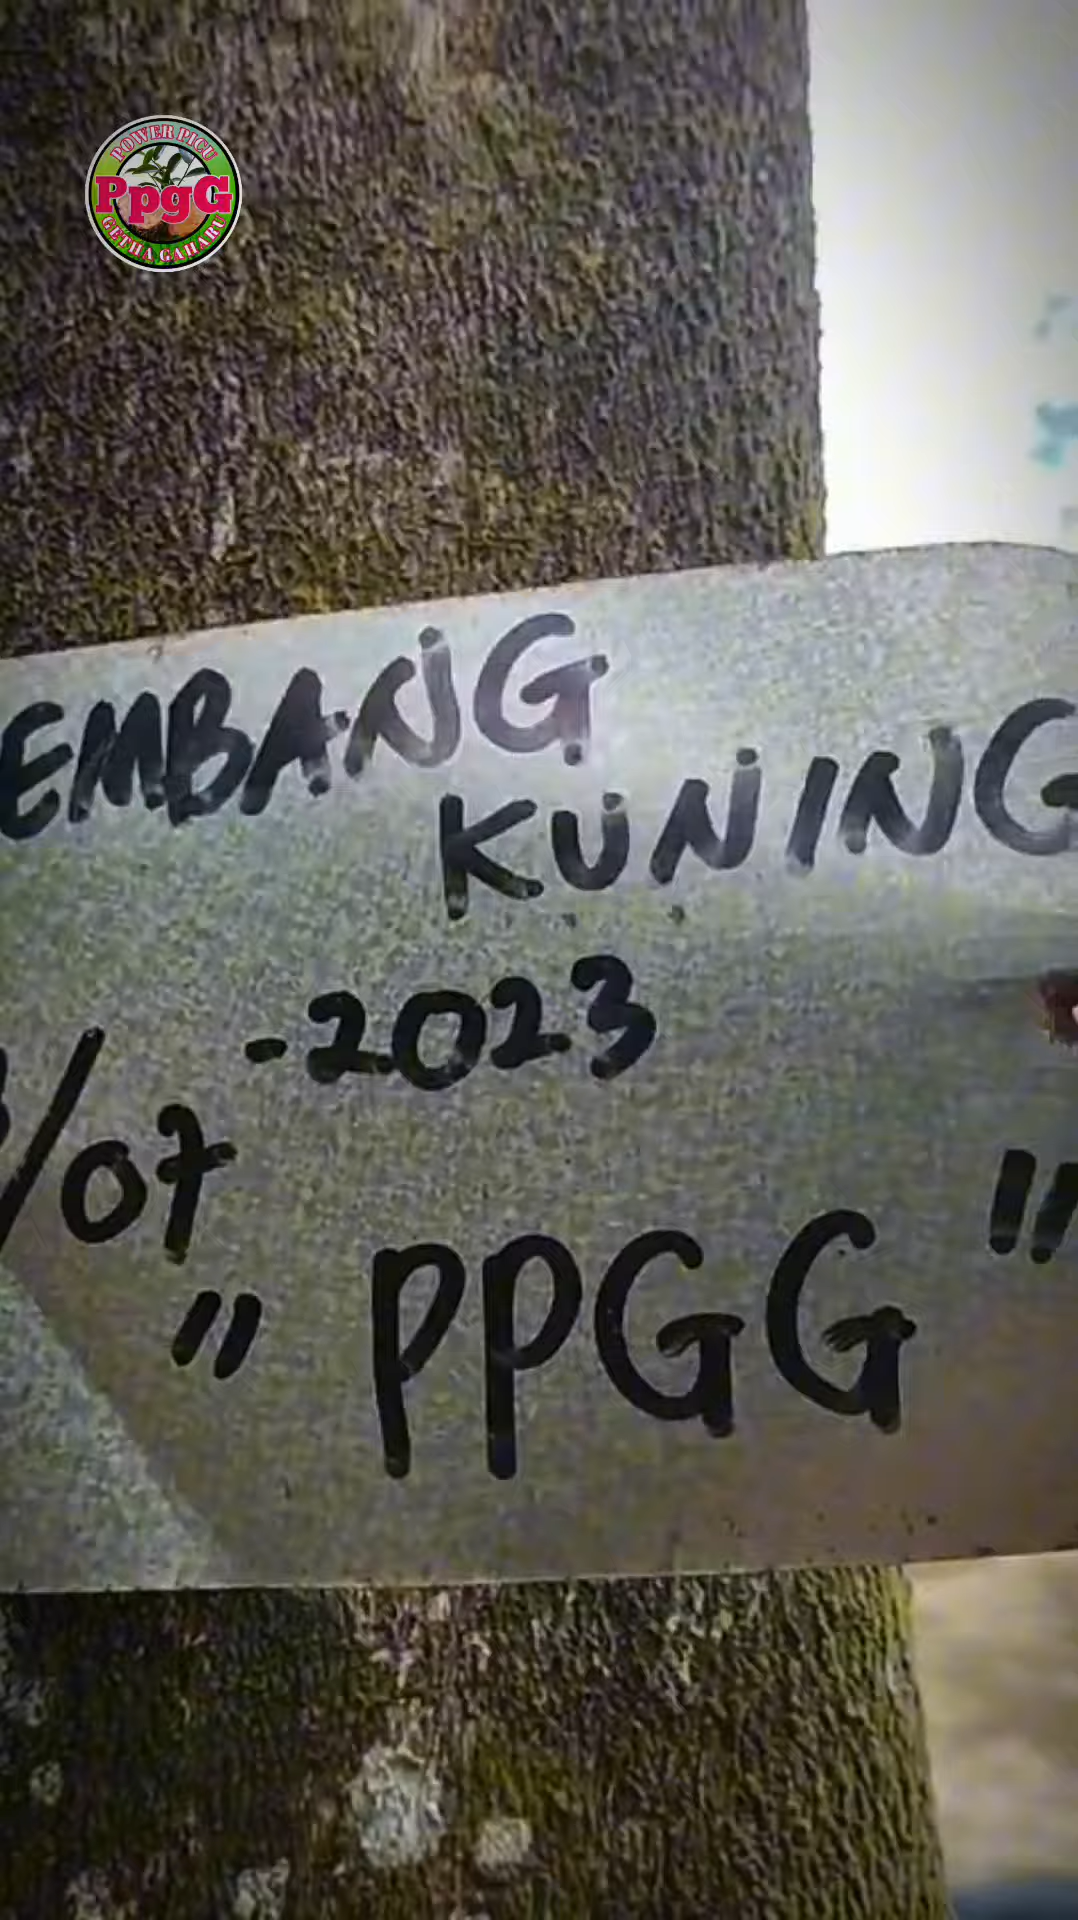 POWER PICU
PpgG
GETHA GAHARU
EMBANG
KUNING
/07 -2023
" PPGG "